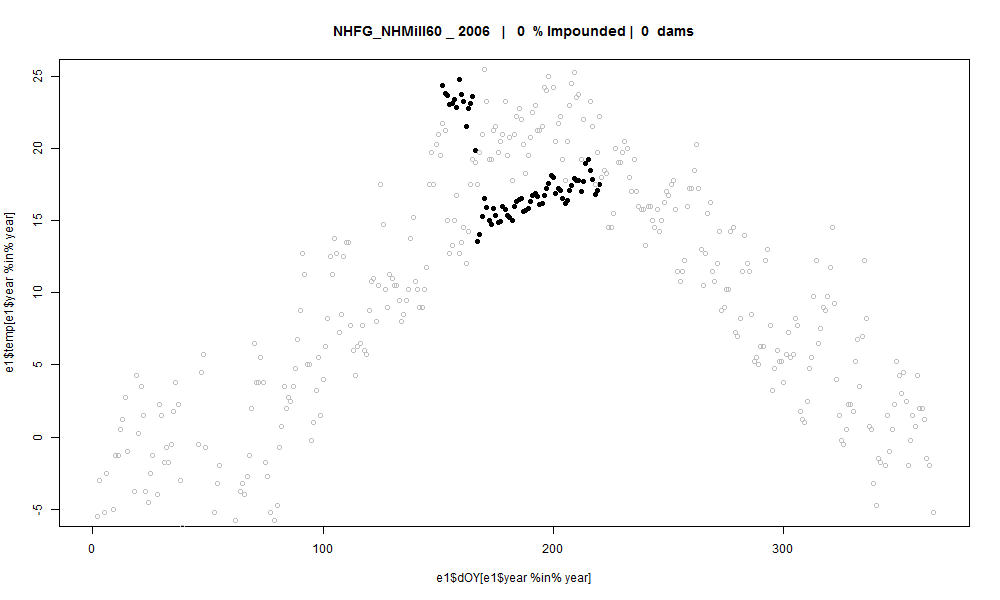 NHFG_NHMill60 _ 2006 | 0 % Impounded | 0 dams
25
20
15
10
5
0
-5
e1$temp[e1$year %in% year]
0 100 200 300
e1$dOY[e1$year %in% year]